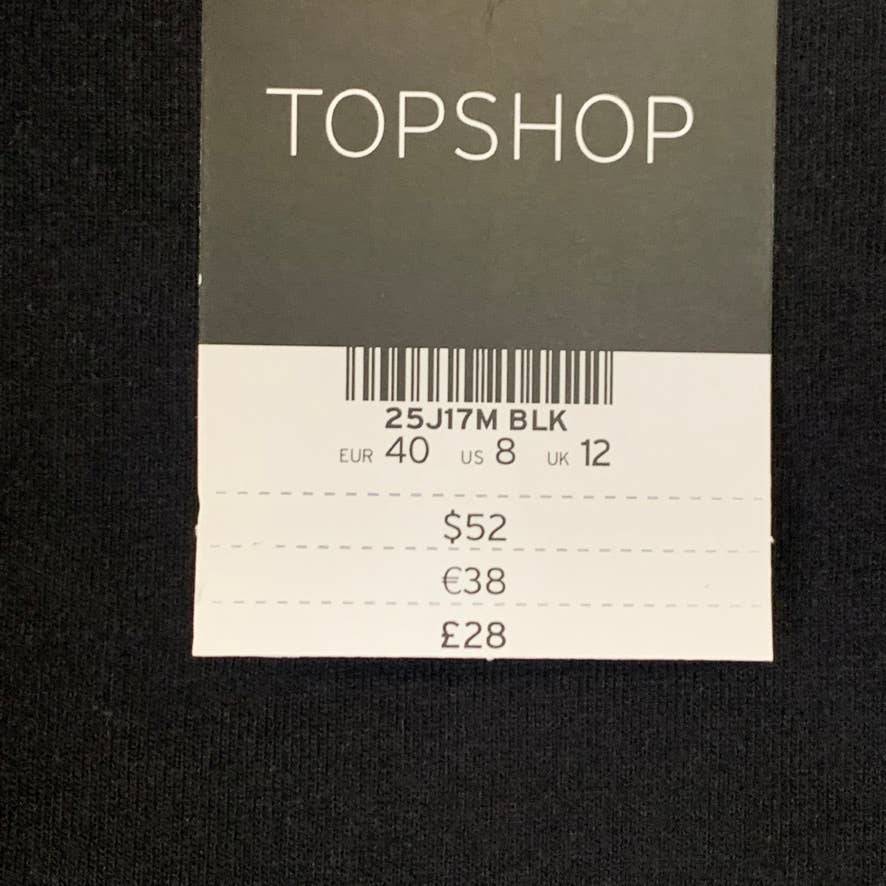 TOPSHOP
25J17M BLK
EUR 40 US 8 UK 12
$52
€38
£28